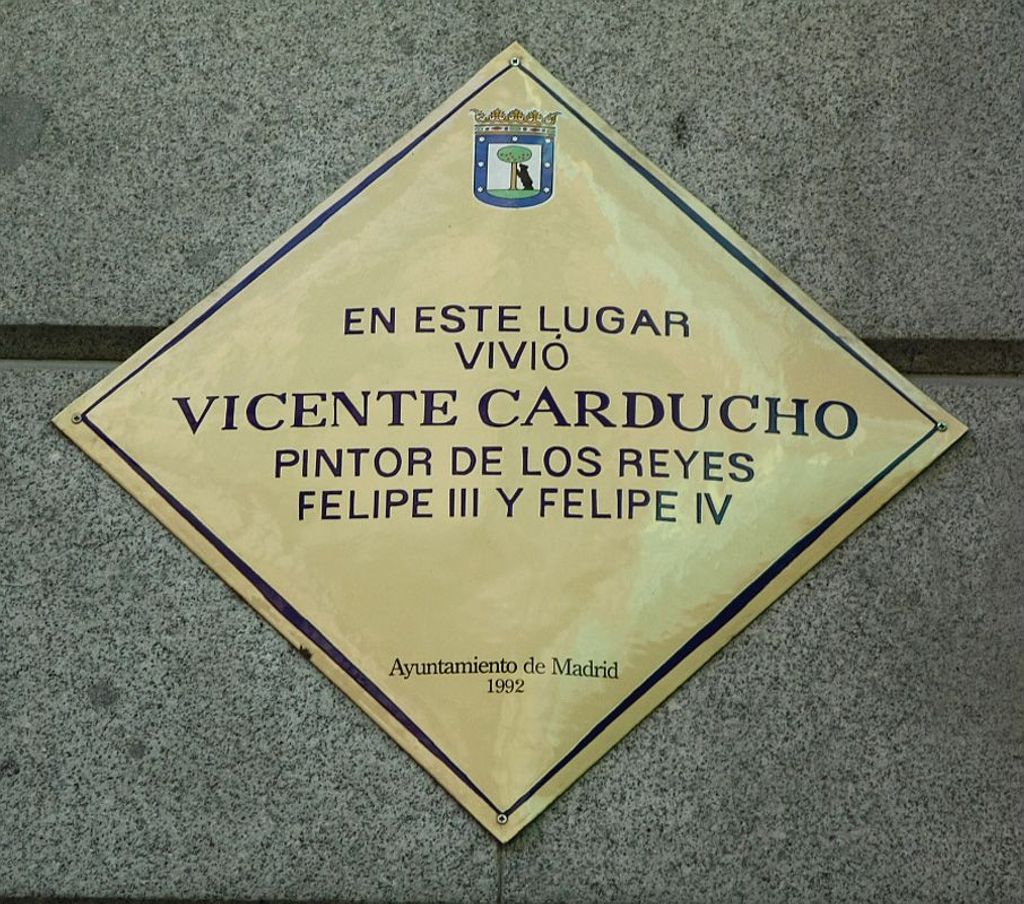 EN ESTE LUGAR
VIVIÓ
VICENTE CARDUCHO
PINTOR DE LOS REYES
FELIPE III Y FELIPE IV
Ayuntamiento de Madrid
1992